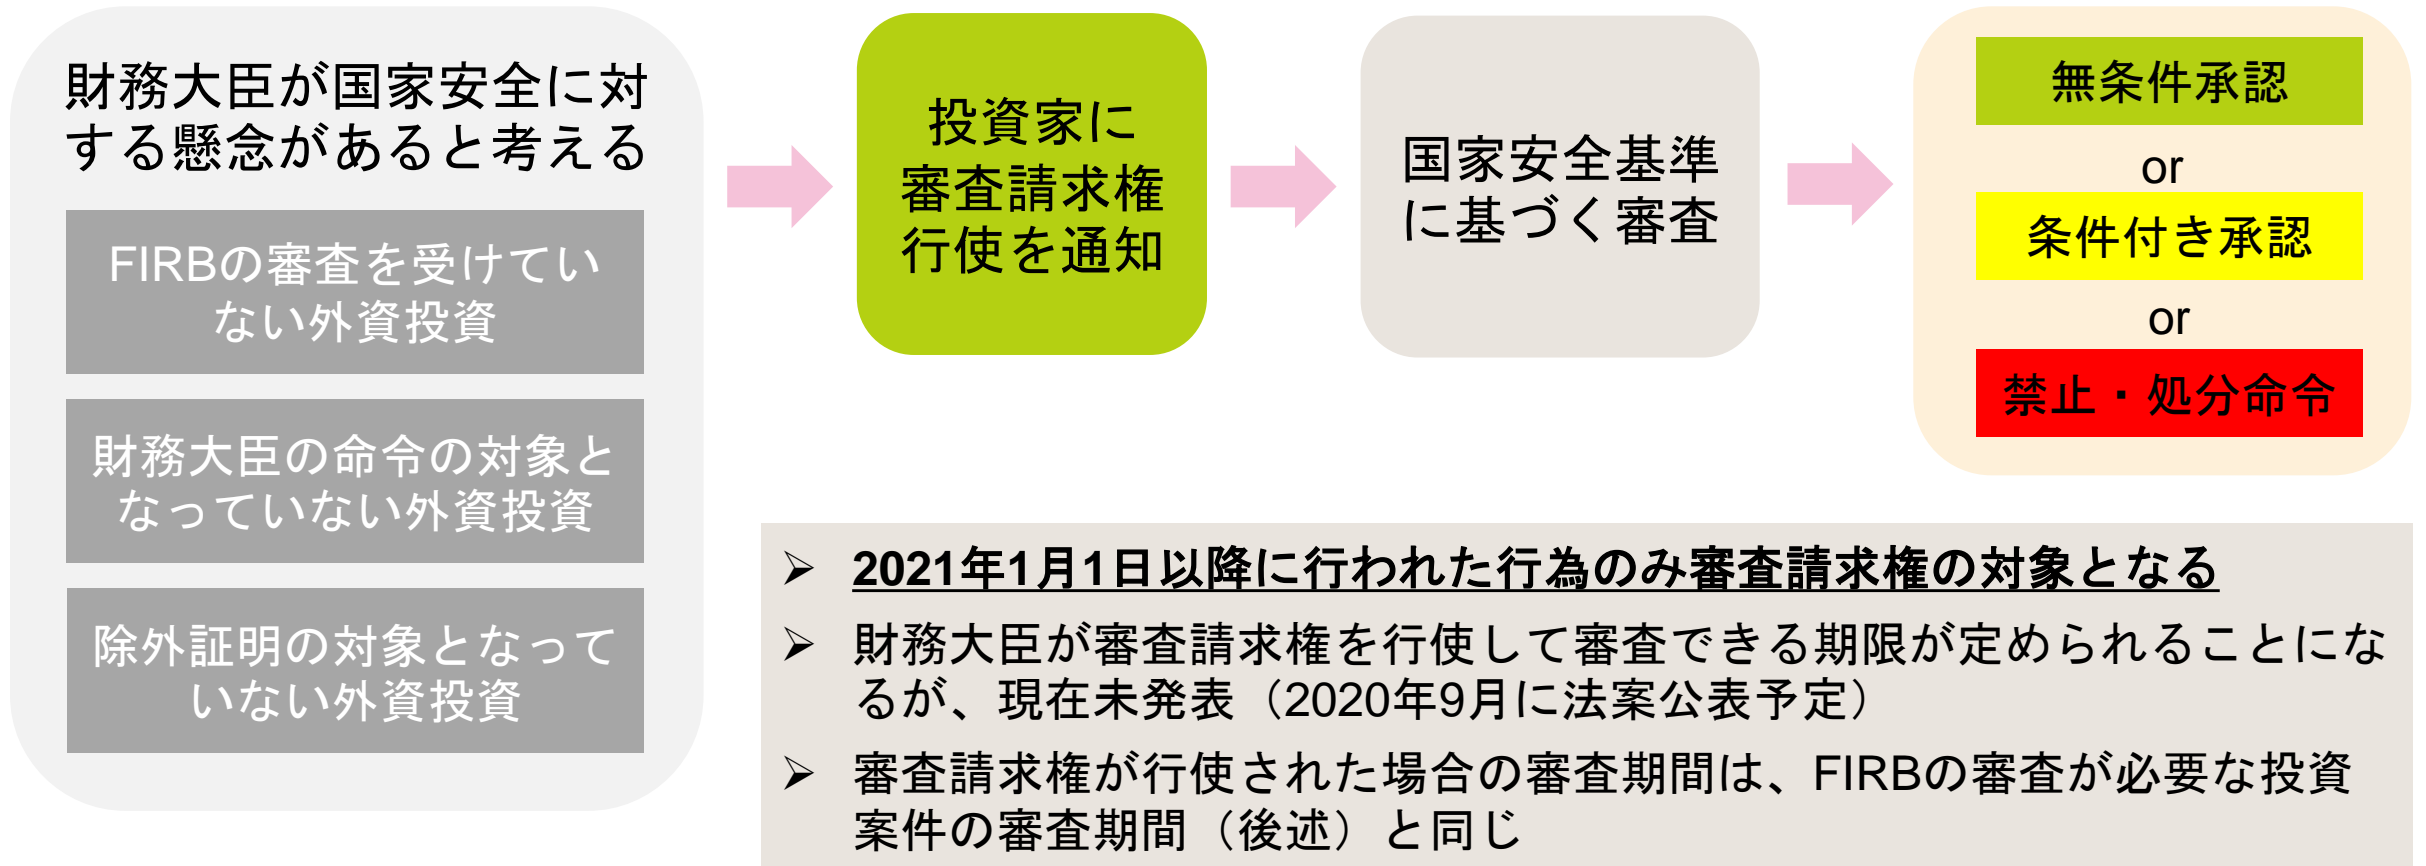 財務大臣が国家安全に対
する懸念があると考える
FIRBの審査を受けてい
ない外資投資
財務大臣の命令の対象と
なっていない外資投資
除外証明の対象となって
いない外資投資
投資家に
審査請求権
行使を通知
国家安全基準
に基づく審査
無条件承認
or
条件付き承認
or
禁止・処分命令
➢ 2021年1月1日以降に行われた行為のみ審査請求権の対象となる
➢ 財務大臣が審査請求権を行使して審査できる期限が定められることにな
るが、現在未発表（2020年9月に法案公表予定）
➢ 審査請求権が行使された場合の審査期間は、FIRBの審査が必要な投資
案件の審査期間（後述）と同じ